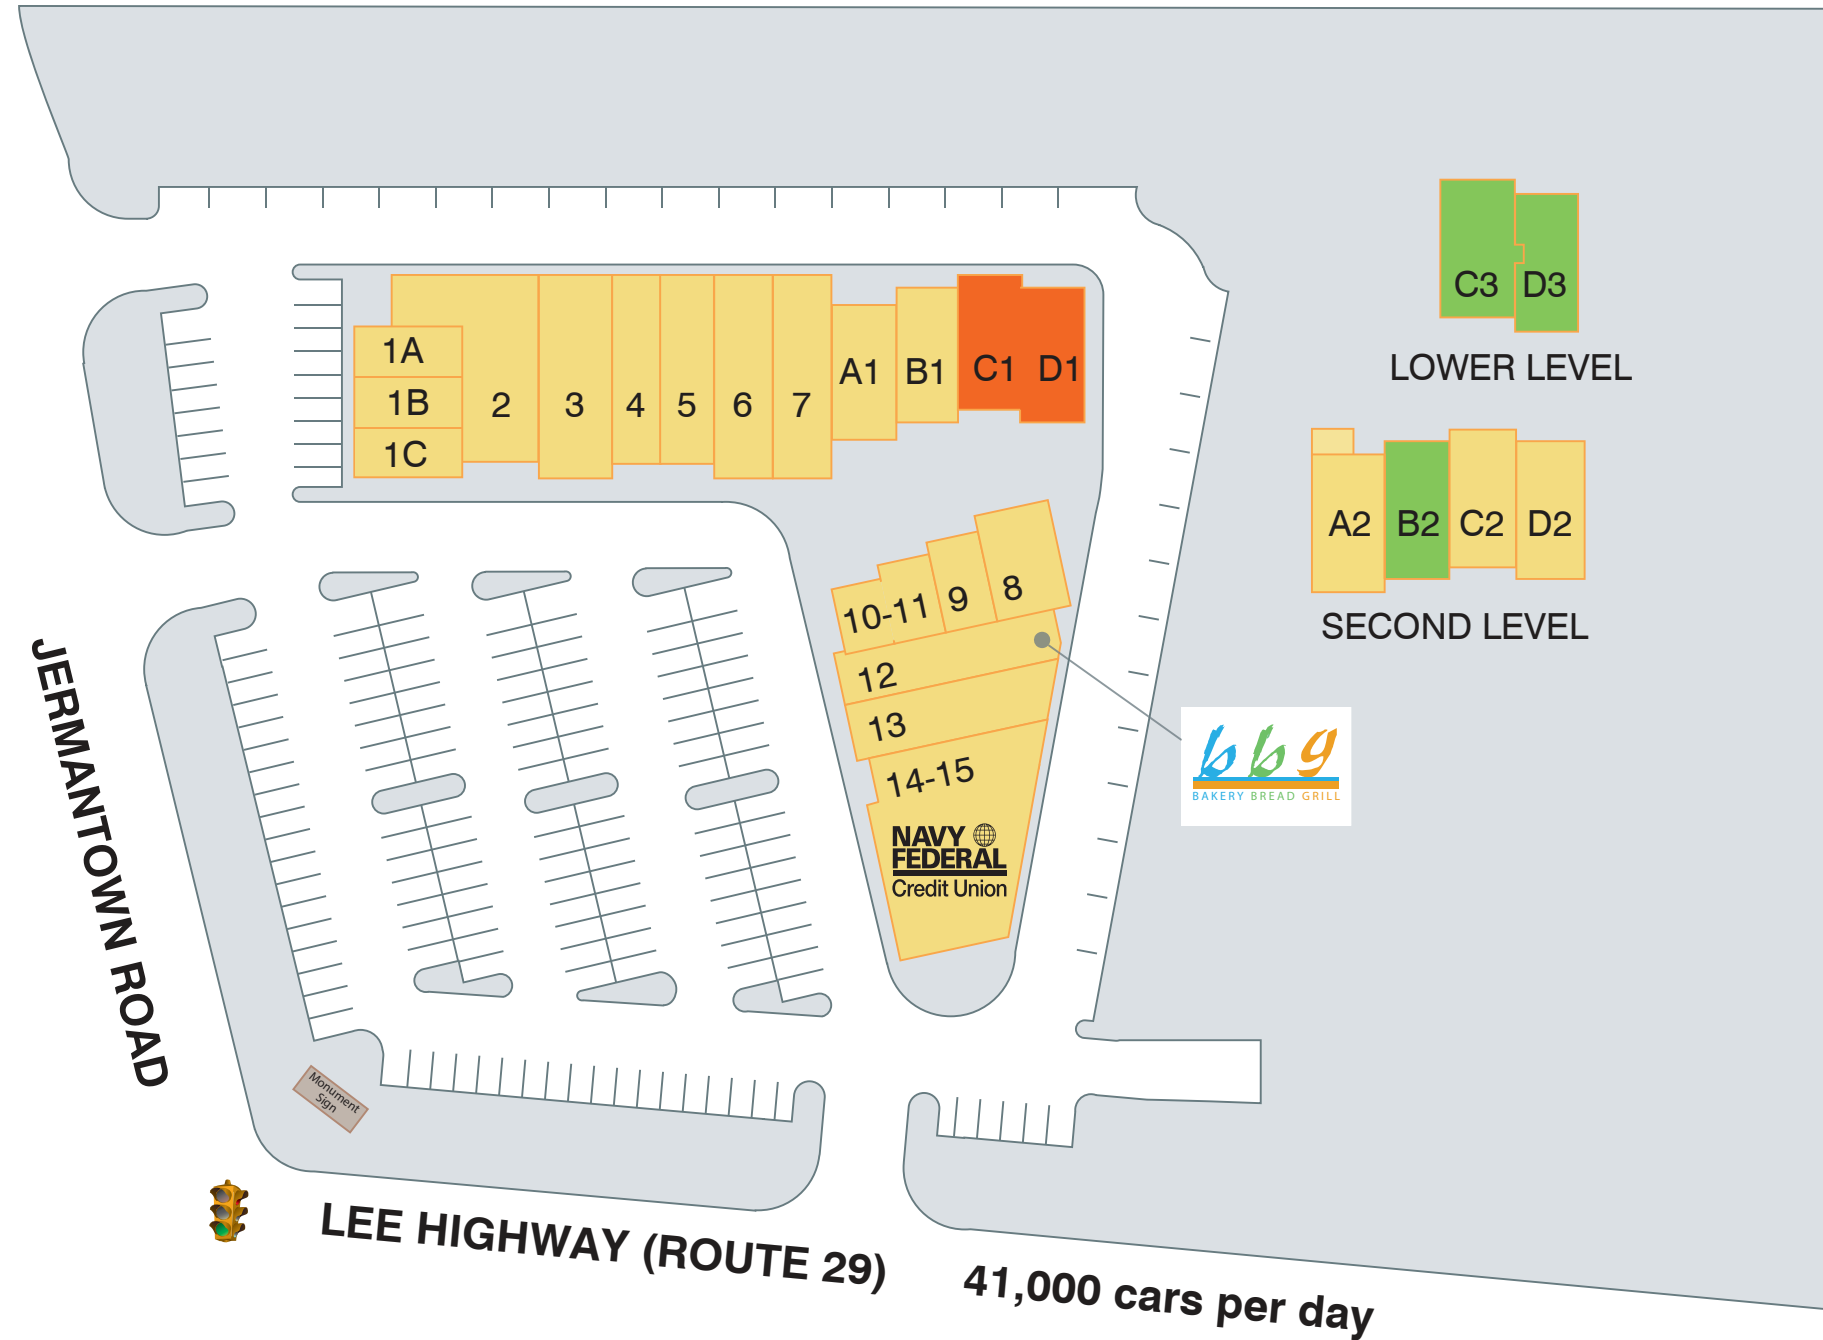 C3
D3
LOWER LEVEL
1A
1B
1C
2
3
4
5
6
7
A1
B1
C1
D1
A2
B2
C2
D2
SECOND LEVEL
10-11
9
8
12
13
14-15
NAVY
FEDERAL
Credit Union
bbg
BAKERY BREAD GRILL
JERMANTOWN ROAD
Monument
Sign
LEE HIGHWAY (ROUTE 29)
41,000 cars per day